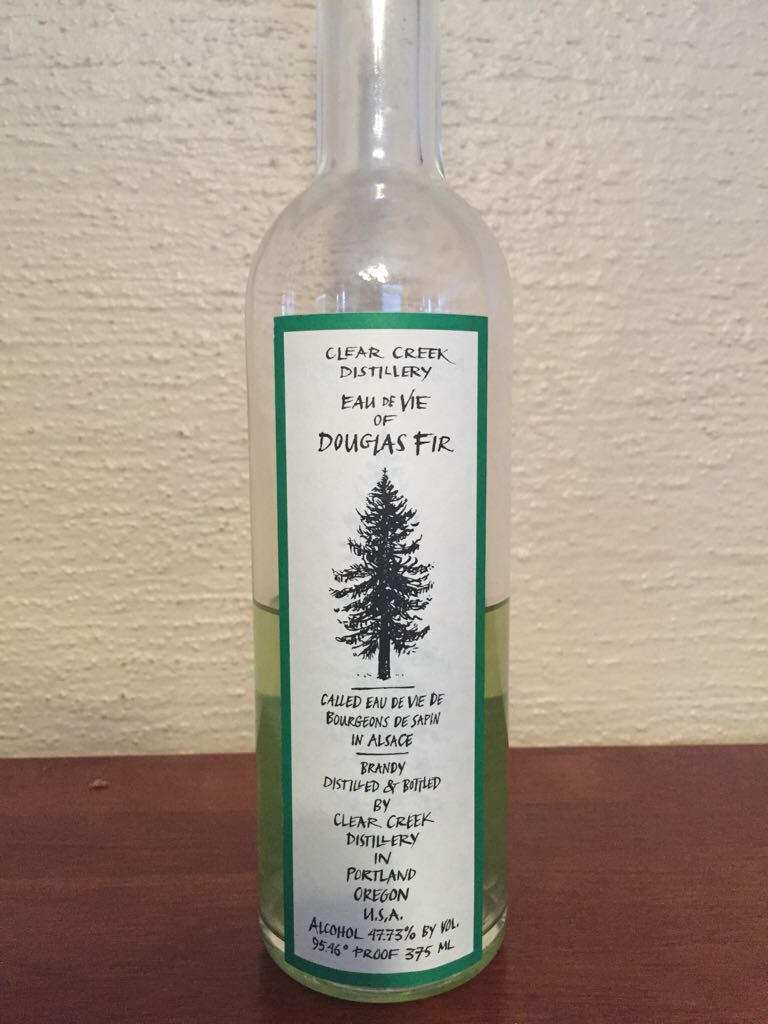 CLEAR CREEK
DISTILLERY
EAU DE VIE
OF
DOUGLAS FIR
CALLED EAU DE VIE DE
BOURGEONS DE SAPIN
IN ALSACE
BRANDY
DISTILLED & BOTTLED
BY
CLEAR CREEK
DISTILLERY
IN
PORTLAND
OREGON
U.S.A.
ALCOHOL 47.73% BY VOL.
95.46° PROOF 375 ML